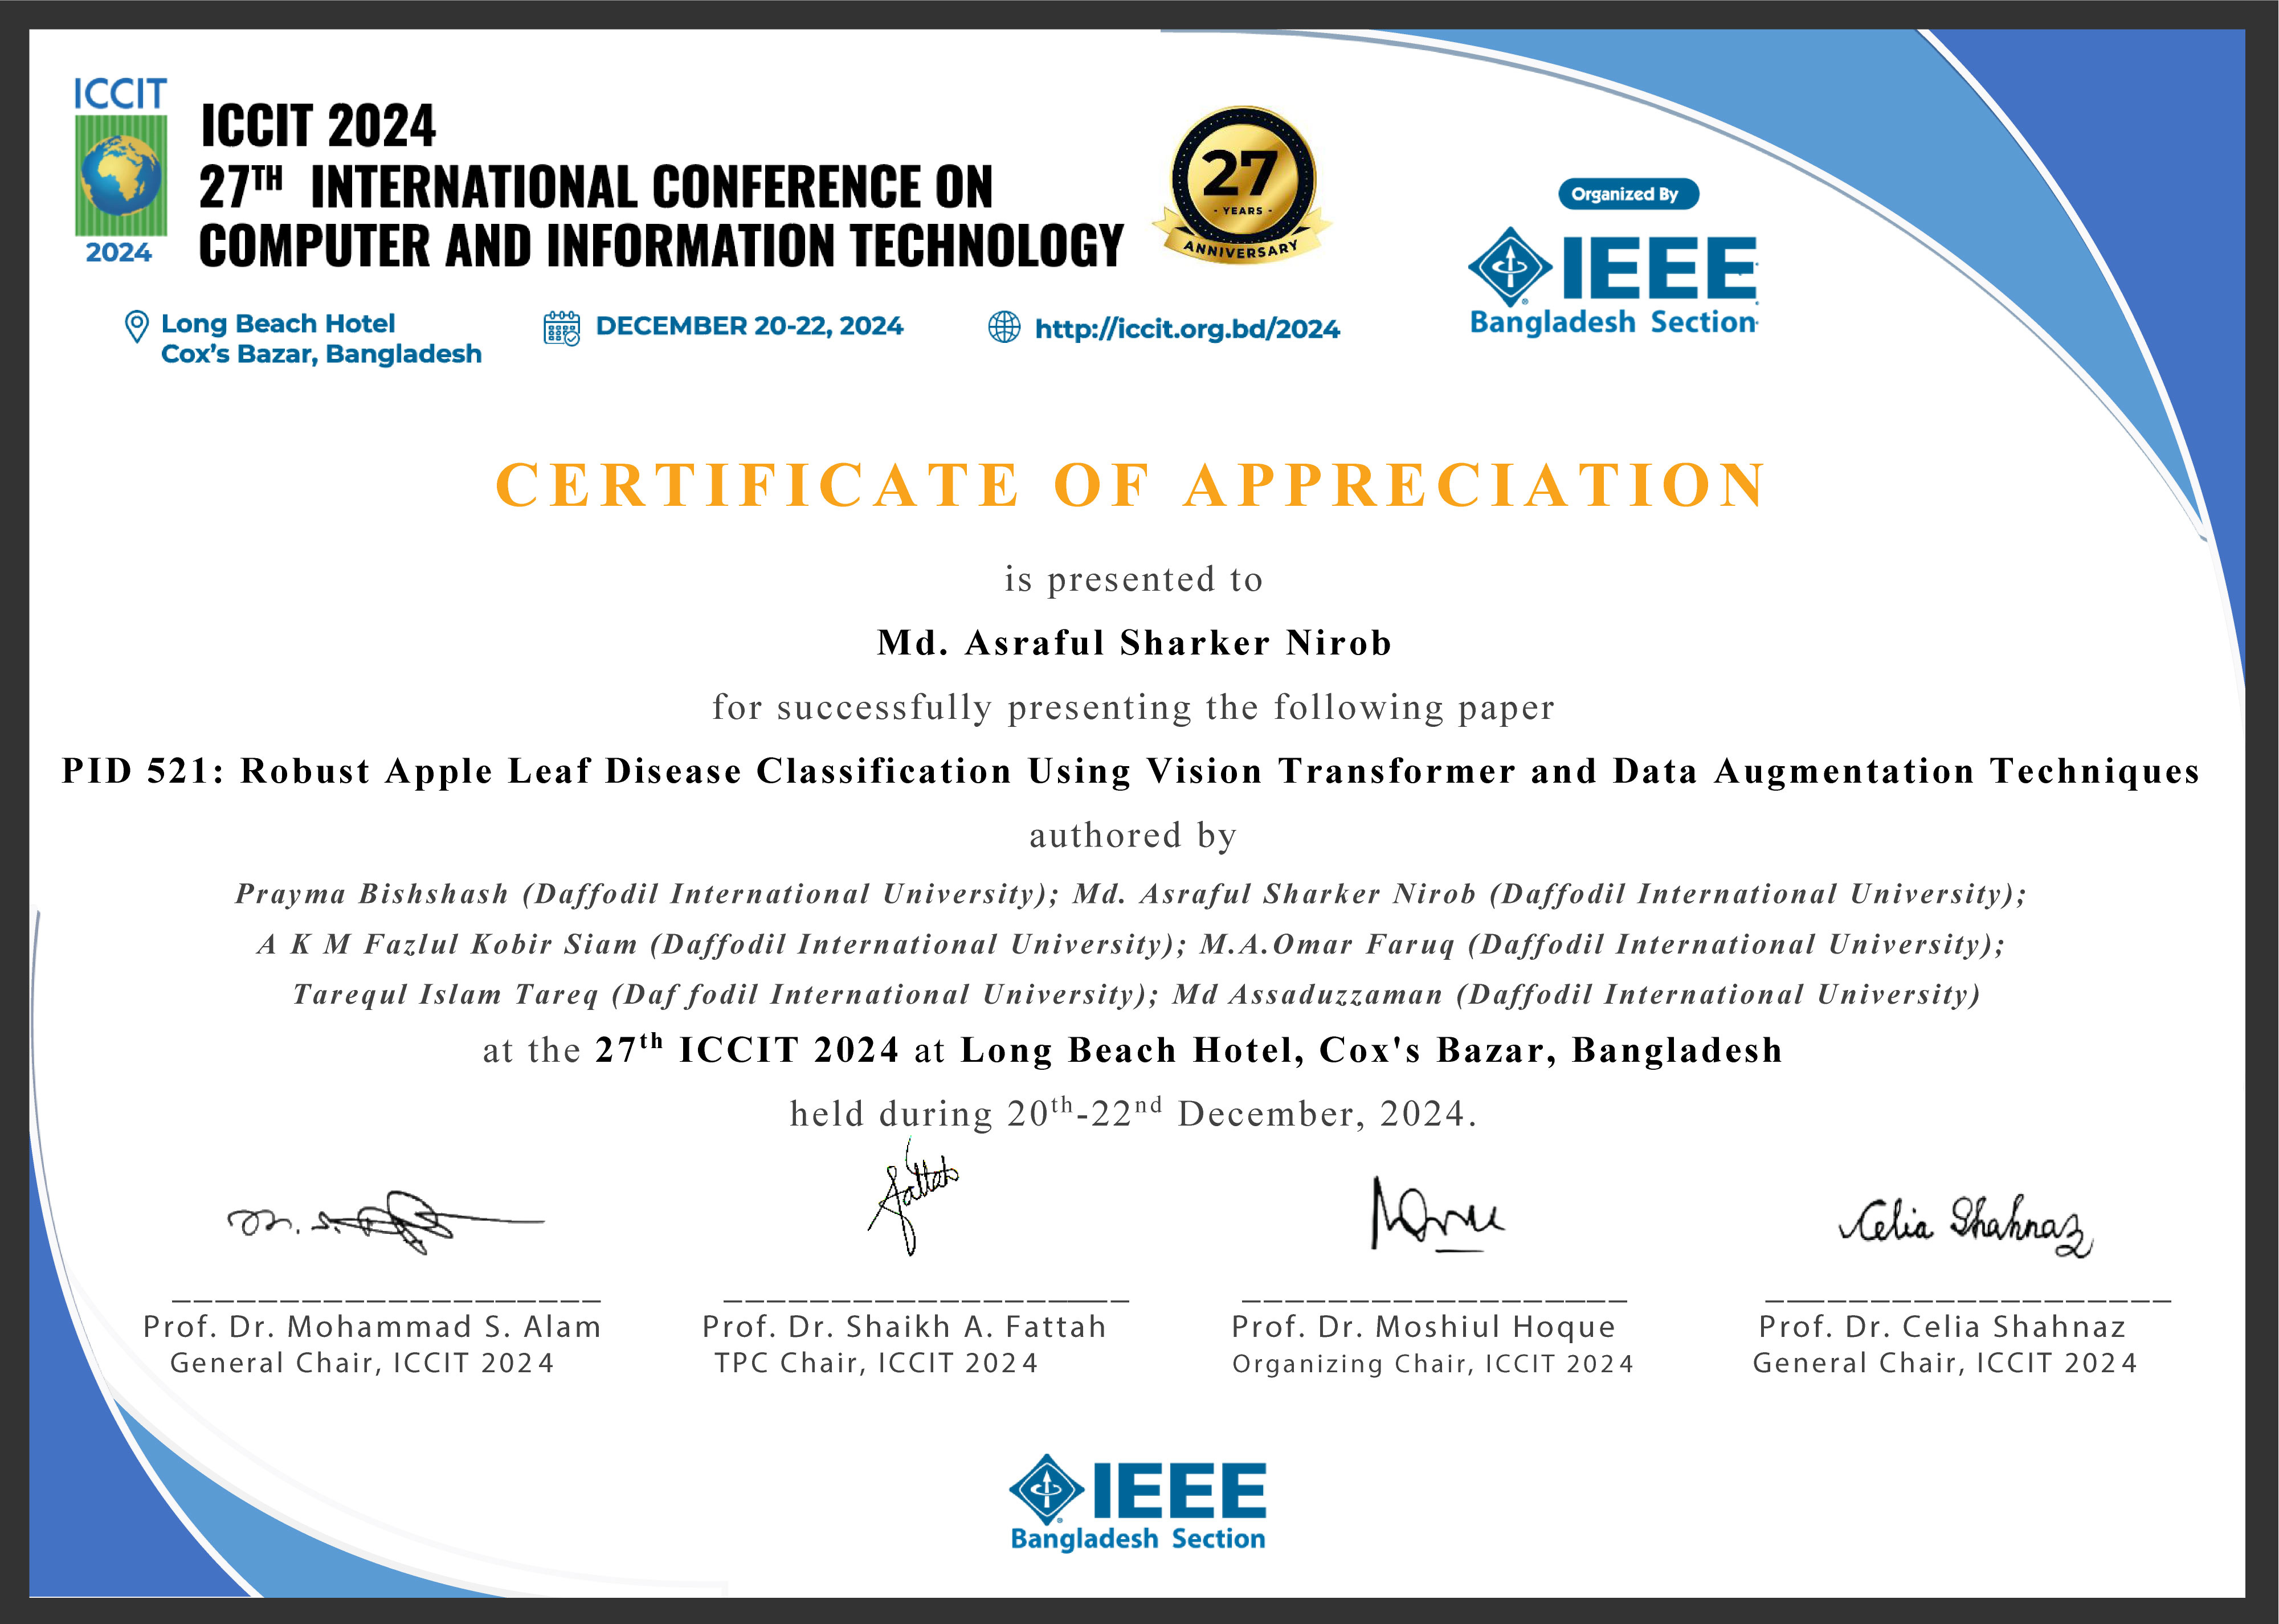 ICCIT
2024
ICCIT 2024
27TH INTERNATIONAL CONFERENCE ON
COMPUTER AND INFORMATION TECHNOLOGY
27
- YEARS -
ANNIVERSARY
Organized By
IEEE
Bangladesh Section
Long Beach Hotel
Cox's Bazar, Bangladesh
DECEMBER 20-22, 2024
http://iccit.org.bd/2024
CERTIFICATE OF APPRECIATION
is presented to
Md. Asraful Sharker Nirob
for successfully presenting the following paper
PID 521: Robust Apple Leaf Disease Classification Using Vision Transformer and Data Augmentation Techniques
authored by
Prayma Bishshash (Daffodil International University); Md. Asraful Sharker Nirob (Daffodil International University);
A K M Fazlul Kobir Siam (Daffodil International University); M.A.Omar Faruq (Daffodil International University);
Tarequl Islam Tareq (Daf fodil International University); Md Assaduzzaman (Daffodil International University)
at the 27th ICCIT 2024 at Long Beach Hotel, Cox's Bazar, Bangladesh
held during 20th-22nd December, 2024.
Fattah
Celia Shahnaz
Prof. Dr. Mohammad S. Alam
General Chair, ICCIT 2024
Prof. Dr. Shaikh A. Fattah
TPC Chair, ICCIT 2024
Prof. Dr. Moshiul Hoque
Organizing Chair, ICCIT 2024
Prof. Dr. Celia Shahnaz
General Chair, ICCIT 2024
IEEE
Bangladesh Section